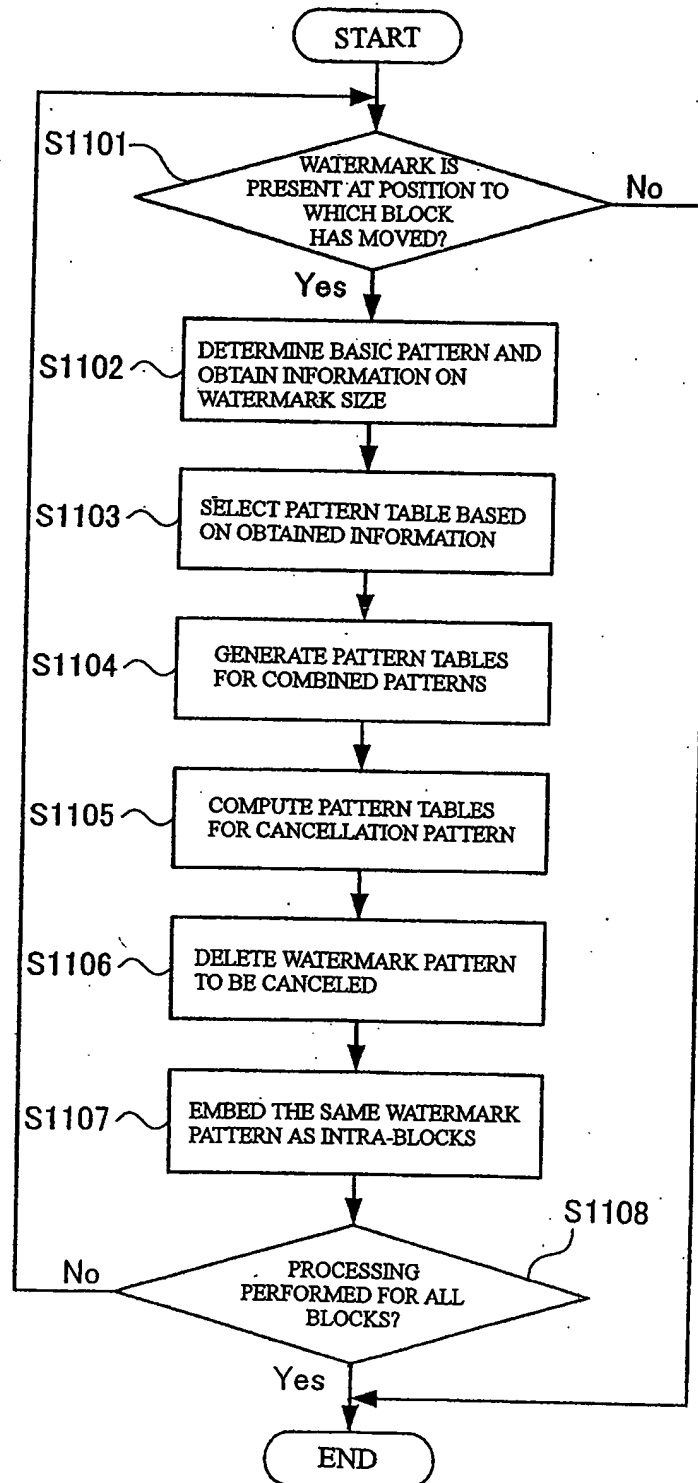 START
S1101
WATERMARK IS
PRESENT AT POSITION TO
WHICH BLOCK
HAS MOVED?
No
Yes
S1102
DETERMINE BASIC PATTERN AND
OBTAIN INFORMATION ON
WATERMARK SIZE
S1103
SELECT PATTERN TABLE BASED
ON OBTAINED INFORMATION
S1104
GENERATE PATTERN TABLES
FOR COMBINED PATTERNS
S1105
COMPUTE PATTERN TABLES
FOR CANCELLATION PATTERN
S1106
DELETE WATERMARK PATTERN
TO BE CANCELED
S1107
EMBED THE SAME WATERMARK
PATTERN AS INTRA-BLOCKS
S1108
No
PROCESSING
PERFORMED FOR ALL
BLOCKS?
Yes
END